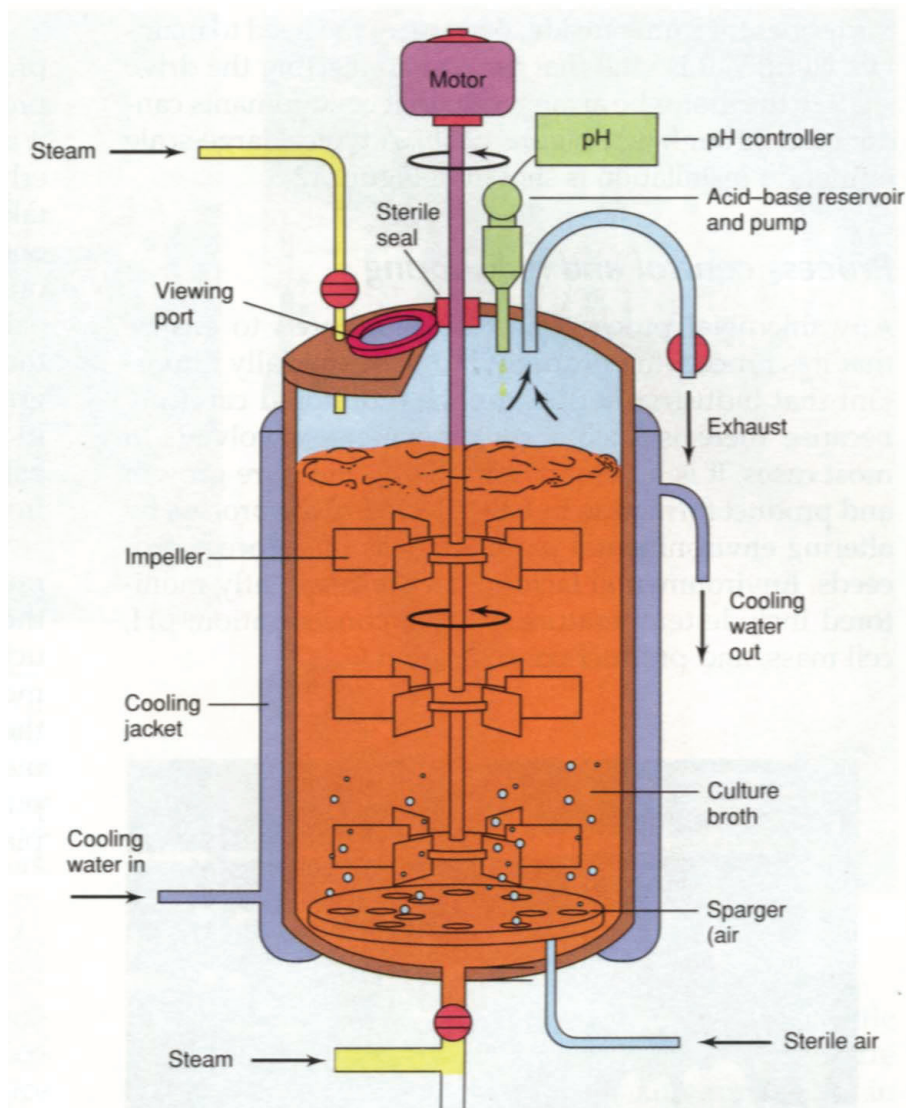 Motor
Steam
pH
pH controller
Acid–base reservoir
and pump
Sterile
seal
Viewing
port
Exhaust
Impeller
Cooling
water
out
Cooling
jacket
Culture
broth
Cooling
water in
Sparger
(air
Sterile air
Steam